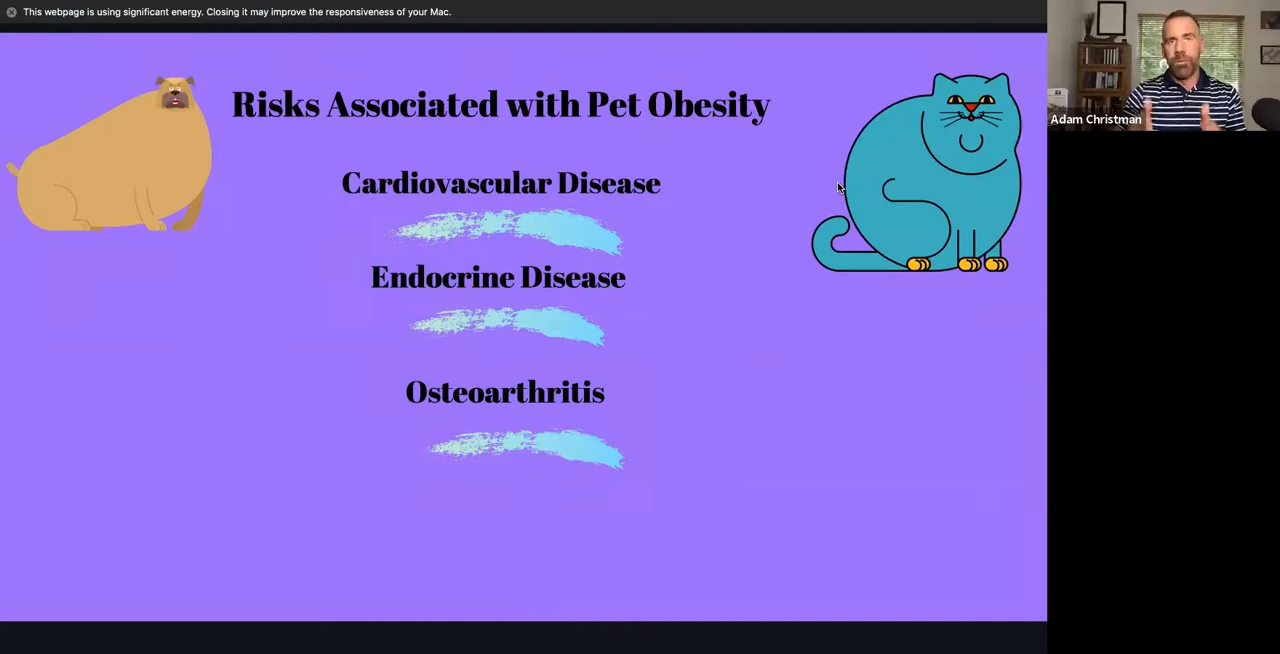 This webpage is using significant energy. Closing it may improve the responsiveness of your Mac.
Risks Associated with Pet Obesity
Adam Christman
Cardiovascular Disease
Endocrine Disease
Osteoarthritis